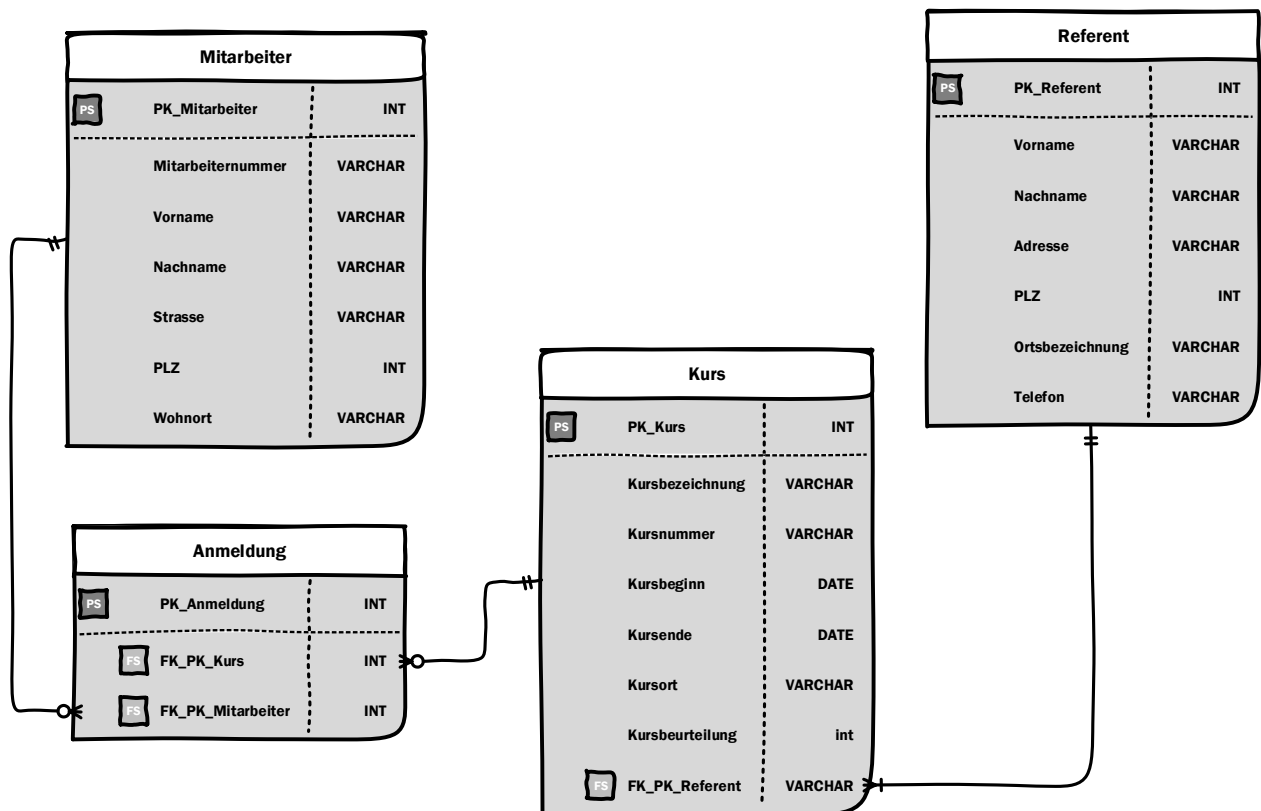 Mitarbeiter
PS PK_Mitarbeiter INT
Mitarbeiternummer VARCHAR
Vorname VARCHAR
Nachname VARCHAR
Strasse VARCHAR
PLZ INT
Wohnort VARCHAR
Referent
PS PK_Referent INT
Vorname VARCHAR
Nachname VARCHAR
Adresse VARCHAR
PLZ INT
Ortsbezeichnung VARCHAR
Telefon VARCHAR
Anmeldung
PS PK_Anmeldung INT
FS FK_PK_Kurs INT
FS FK_PK_Mitarbeiter INT
Kurs
PS PK_Kurs INT
Kursbezeichnung VARCHAR
Kursnummer VARCHAR
Kursbeginn DATE
Kursende DATE
Kursort VARCHAR
Kursbeurteilung int
FS FK_PK_Referent VARCHAR